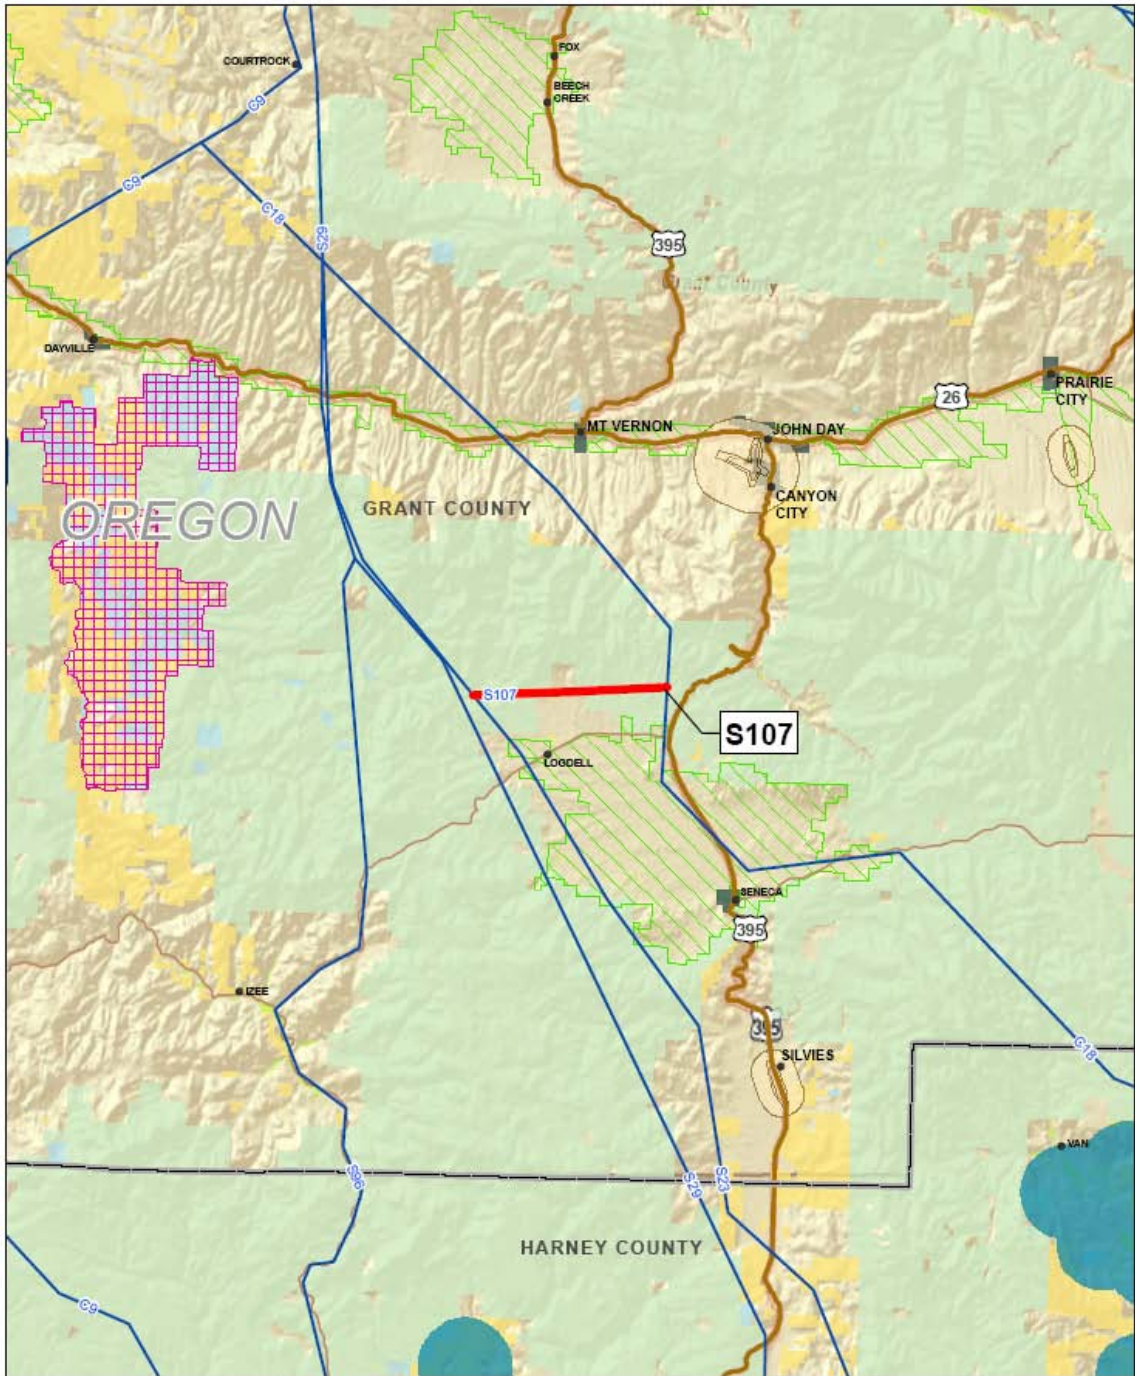 FOX
COURTROCK
BEECH
CREEK
C9
C9
C18
S29
395
Grant County
DAYVILLE
PRAIRIE
CITY
26
MT VERNON
JOHN DAY
CANYON
CITY
GRANT COUNTY
OREGON
S107
S107
LOGDELL
SENECA
395
IZEE
395
C18
SILVIES
VAN
S96
S29
S23
HARNEY COUNTY
C9